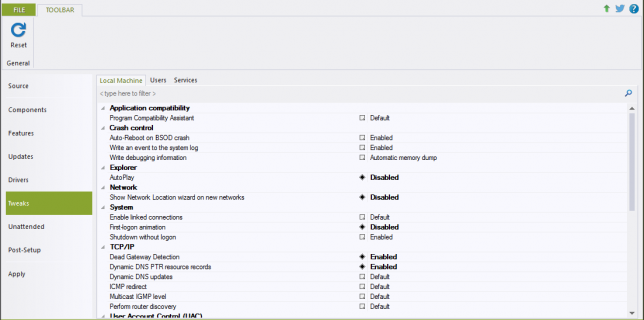 FILE TOOLBAR
Reset
General
Source
Components
Features
Updates
Drivers
Tweaks
Unattended
Post-Setup
Apply
Local Machine Users Services
< type here to filter >
Application compatibility
Program Compatibility Assistant Default
Crash control
Auto-Reboot on BSOD crash Enabled
Write an event to the system log Enabled
Write debugging information Automatic memory dump
Explorer
AutoPlay Disabled
Network
Show Network Location wizard on new networks Disabled
System
Enable linked connections Default
First-logon animation Disabled
Shutdown without logon Enabled
TCP/IP
Dead Gateway Detection Enabled
Dynamic DNS PTR resource records Enabled
Dynamic DNS updates Default
ICMP redirect Default
Multicast IGMP level Default
Perform router discovery Default
User Account Control (UAC)